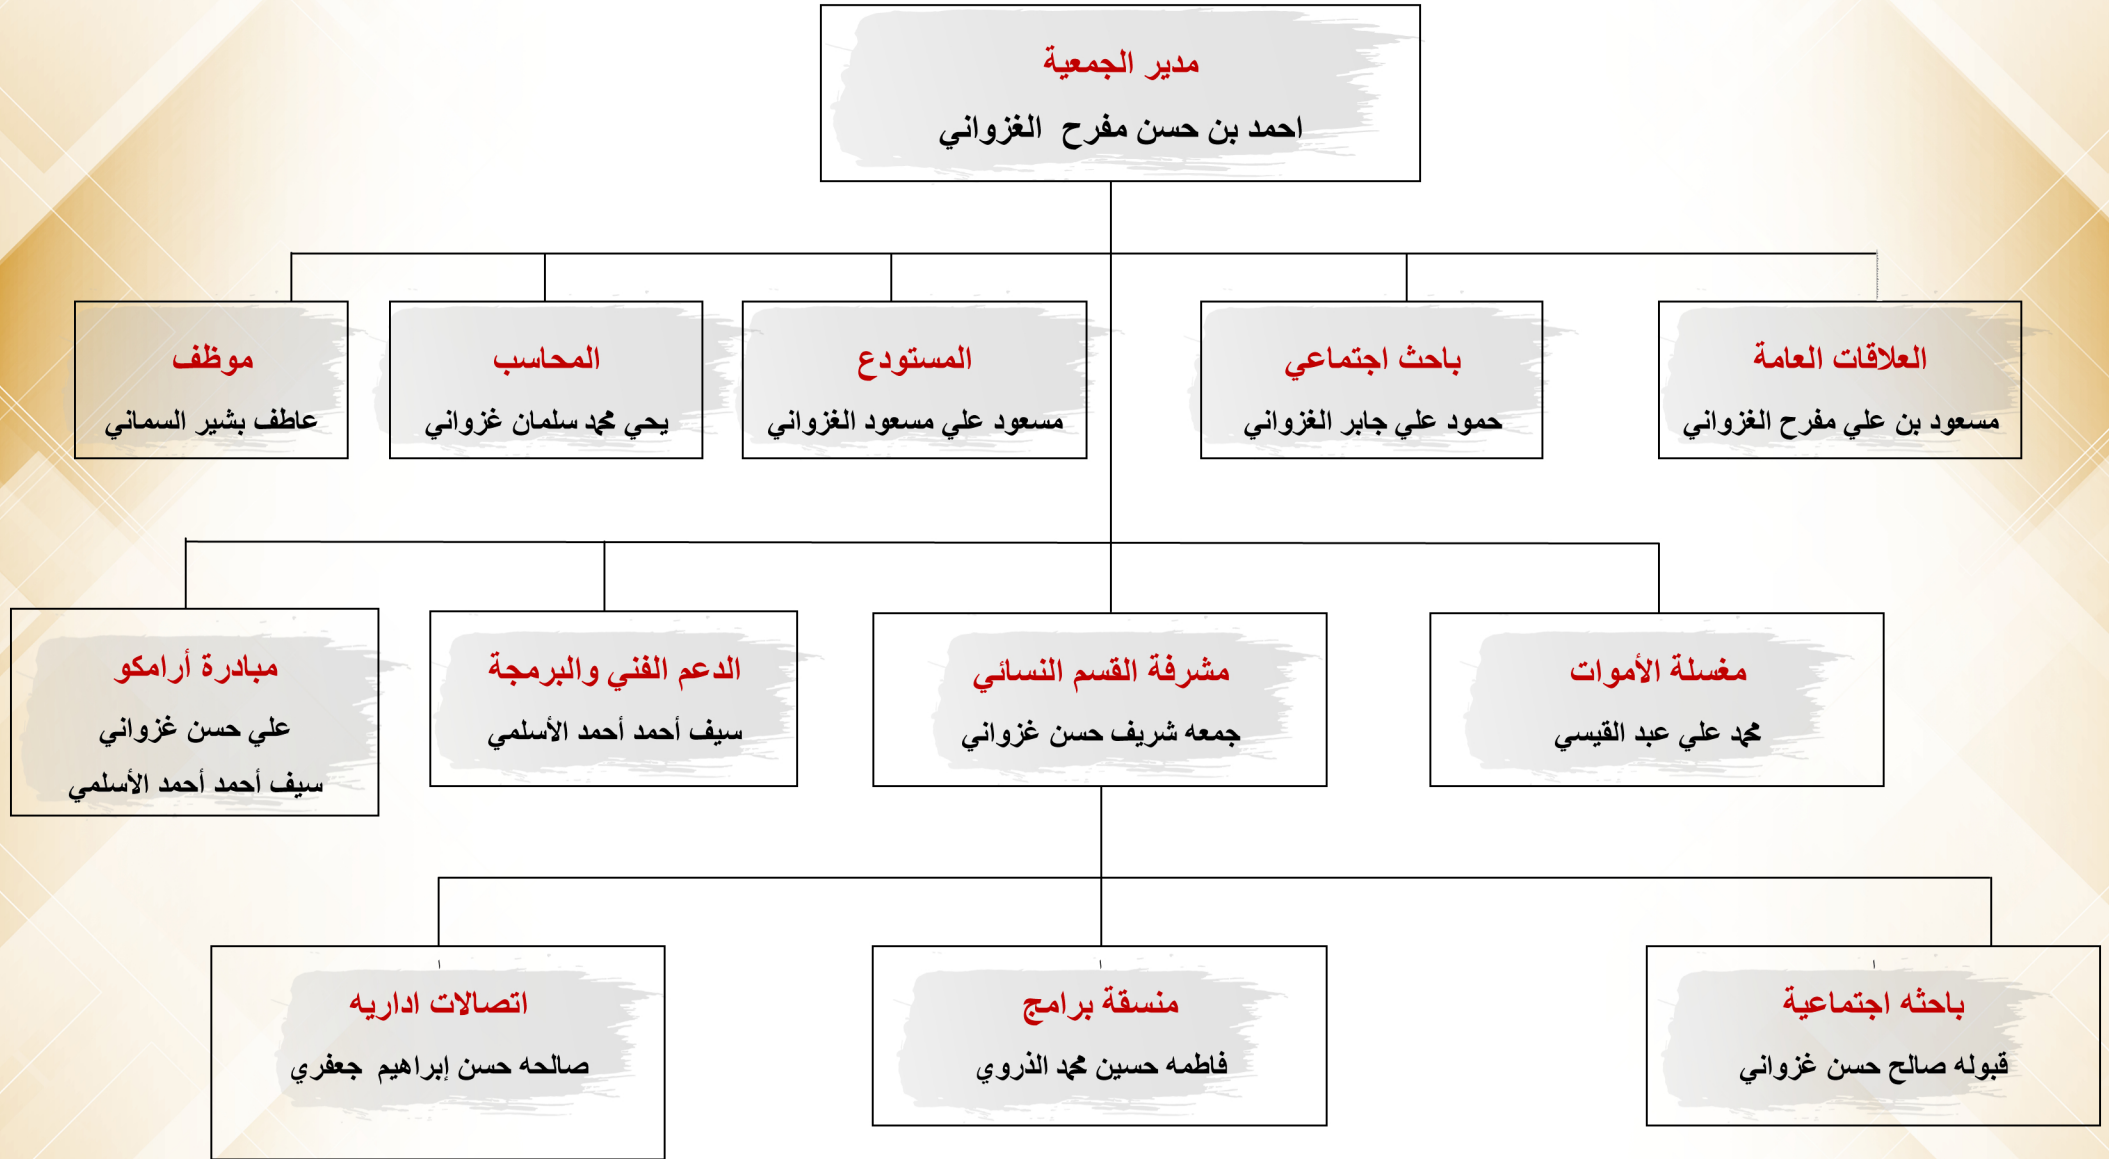 مدير الجمعية
احمد بن حسن مفرح الغزواني
العلاقات العامة
مسعود بن علي مفرح الغزواني
باحث اجتماعي
حمود علي جابر الغزواني
المستودع
مسعود علي مسعود الغزواني
المحاسب
يحي محمد سلمان غزواني
موظف
عاطف بشير السماني
مغسلة الأموات
محمد علي عبد القيسي
مشرفة القسم النسائي
جمعه شريف حسن غزواني
الدعم الفني والبرمجة
سيف أحمد أحمد الأسلمي
مبادرة أرامكو
علي حسن غزواني
سيف أحمد أحمد الأسلمي
باحثه اجتماعية
قبوله صالح حسن غزواني
منسقة برامج
فاطمه حسين محمد الذروي
اتصالات اداريه
صالحه حسن إبراهيم جعفري